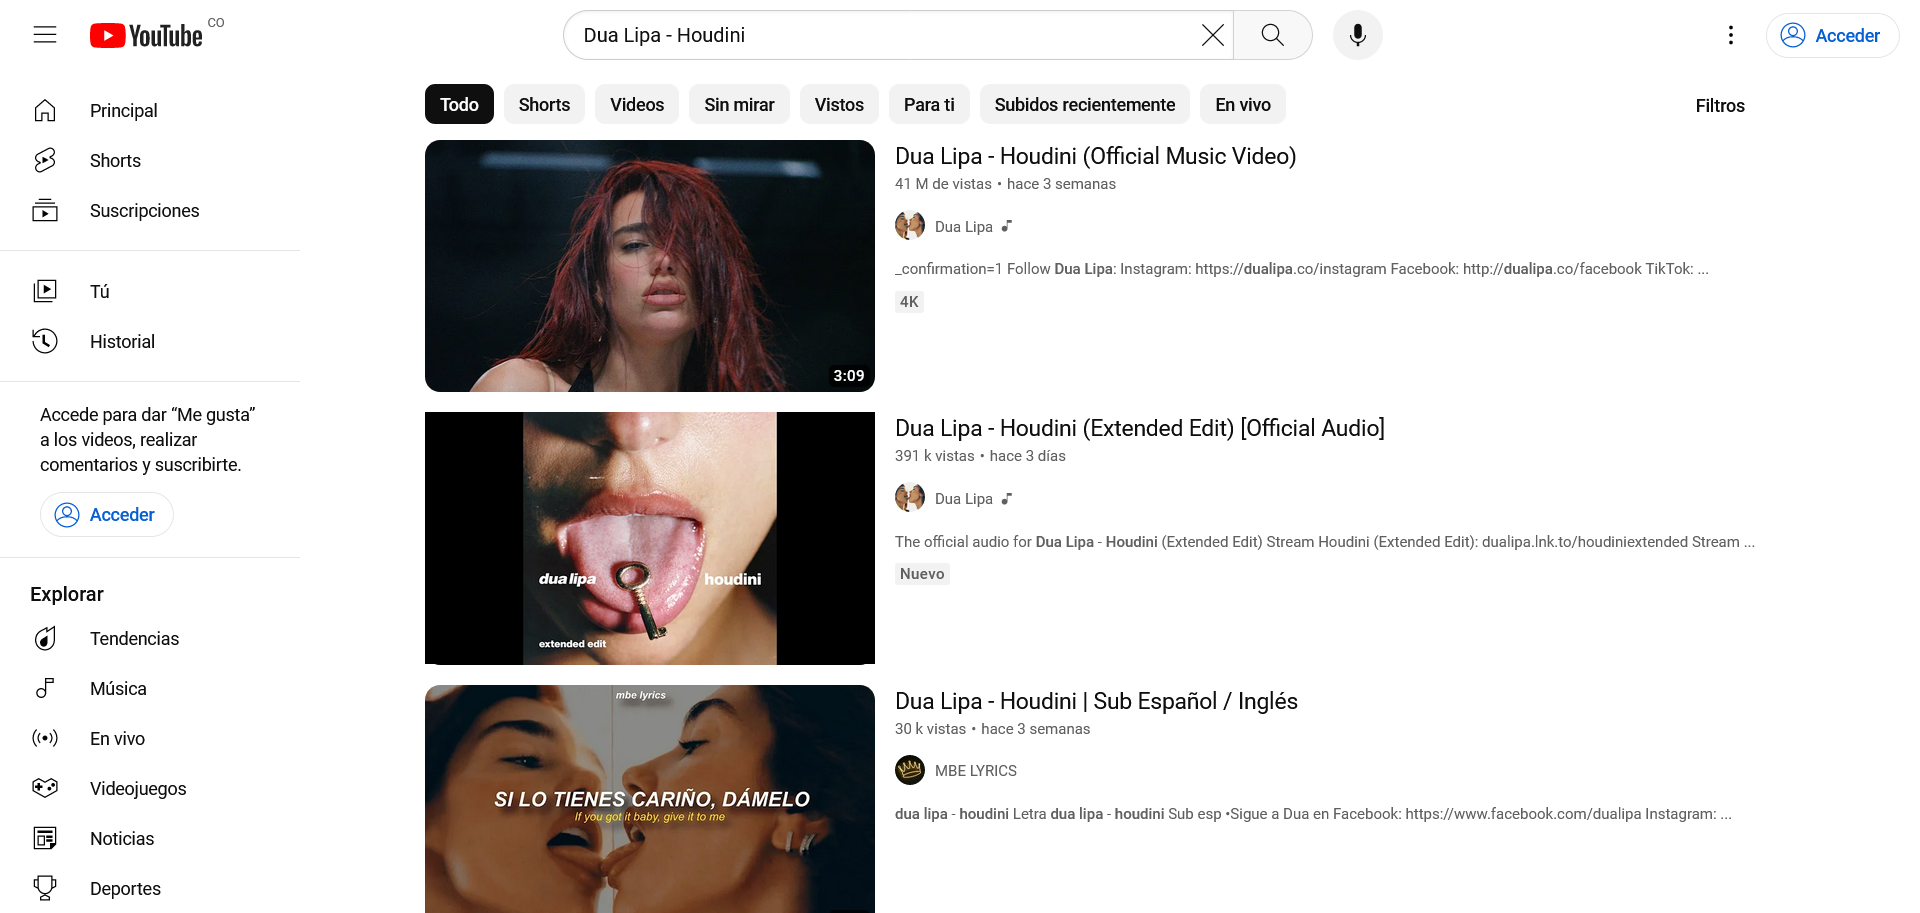 YouTube CO
Dua Lipa - Houdini
Acceder
Principal
Shorts
Suscripciones
Tú
Historial
Accede para dar “Me gusta”
a los videos, realizar
comentarios y suscribirte.
Acceder
Explorar
Tendencias
Música
En vivo
Videojuegos
Noticias
Deportes
Todo
Shorts
Videos
Sin mirar
Vistos
Para ti
Subidos recientemente
En vivo
Filtros
3:09
Dua Lipa - Houdini (Official Music Video)
41 M de vistas • hace 3 semanas
Dua Lipa
_confirmation=1 Follow Dua Lipa: Instagram: https://dualipa.co/instagram Facebook: http://dualipa.co/facebook TikTok: ...
4K
dua lipa houdini
extended edit
Dua Lipa - Houdini (Extended Edit) [Official Audio]
391 k vistas • hace 3 días
Dua Lipa
The official audio for Dua Lipa - Houdini (Extended Edit) Stream Houdini (Extended Edit): dualipa.lnk.to/houdiniextended Stream ...
Nuevo
mbe lyrics
SI LO TIENES CARIÑO, DÁMELO
If you got it baby, give it to me
Dua Lipa - Houdini | Sub Español / Inglés
30 k vistas • hace 3 semanas
MBE LYRICS
dua lipa - houdini Letra dua lipa - houdini Sub esp •Sigue a Dua en Facebook: https://www.facebook.com/dualipa Instagram: ...